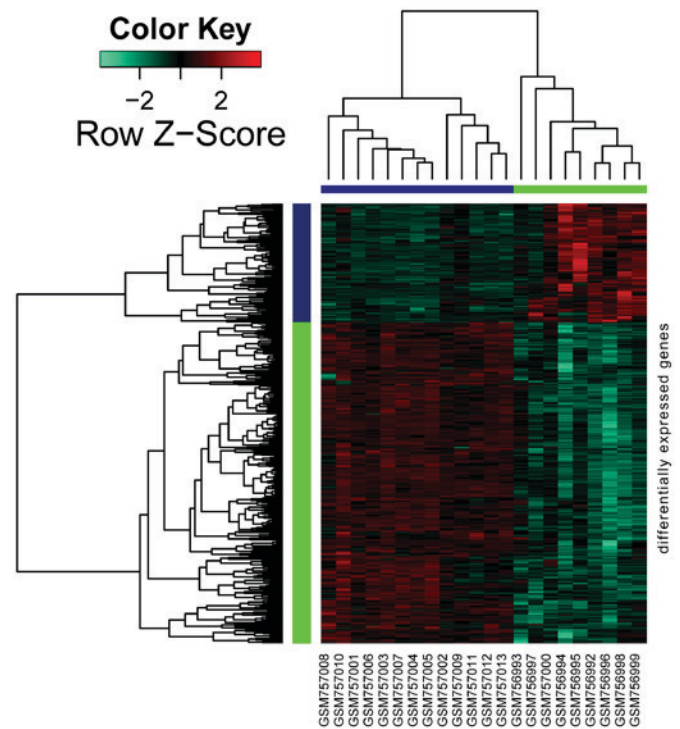 Color Key
−2 2
Row Z−Score
differentially expressed genes
GSM757008
GSM757010
GSM757001
GSM757006
GSM757003
GSM757007
GSM757004
GSM757005
GSM757002
GSM757009
GSM757011
GSM757012
GSM757013
GSM756993
GSM756997
GSM757000
GSM756994
GSM756995
GSM756992
GSM756996
GSM756998
GSM756999